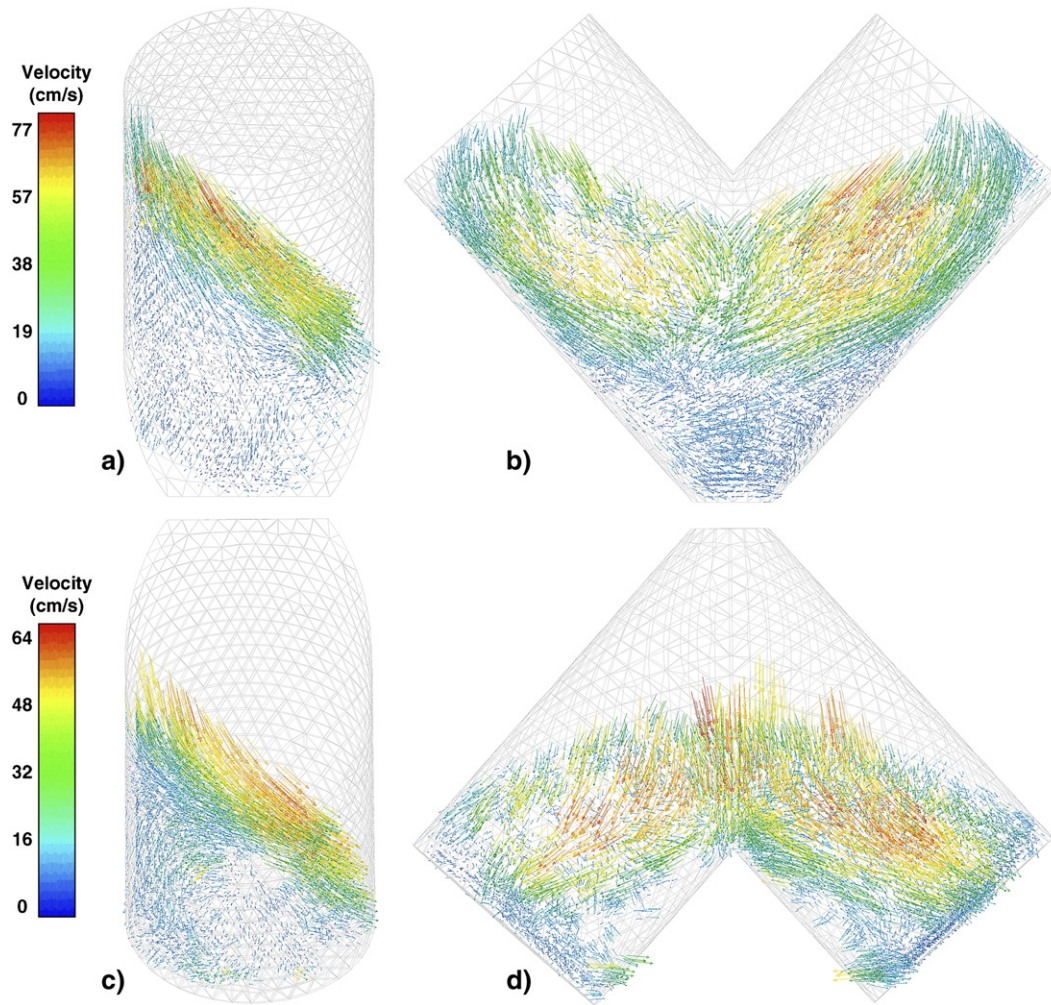 Velocity
(cm/s)
77
57
38
19
0
a)
b)
Velocity
(cm/s)
64
48
32
16
0
c)
d)